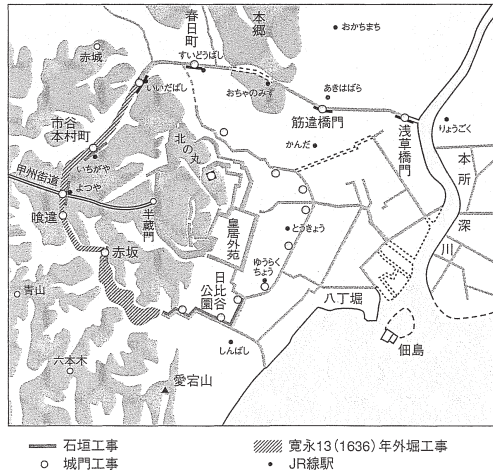 春日町
本郷
おかちまち
赤城
すいどうばし
いいだばし
おちゃのみず
あきはばら
市谷
本村町
筋違橋門
浅草橋門
りょうごく
北の丸
かんだ
いちがや
本所
甲州街道
よつや
半蔵門
皇居外苑
とうきょう
深川
喰違
赤坂
ゆうらく
ちょう
日比谷
公園
八丁堀
青山
しんばし
佃島
六本木
愛宕山
石垣工事
寛永13(1636)年外堀工事
城門工事
JR線駅